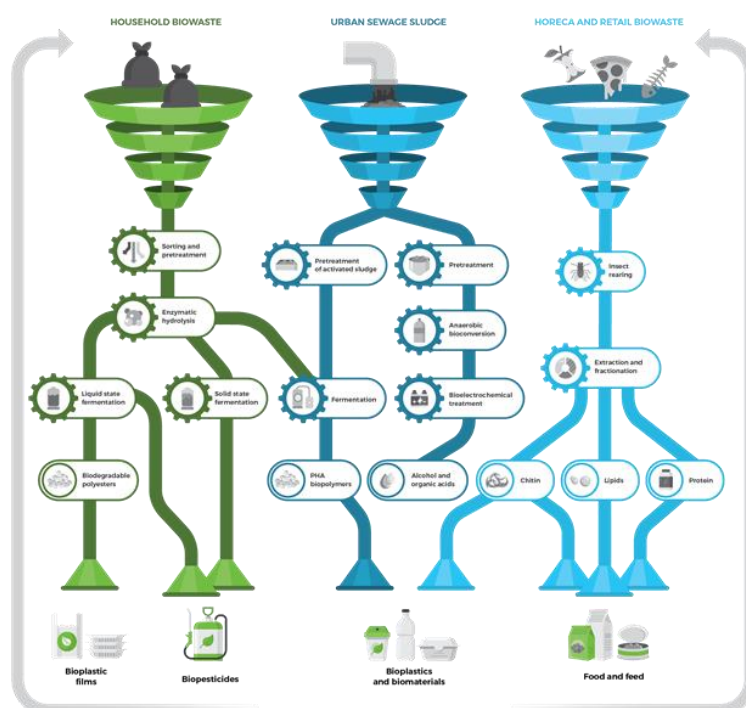 HOUSEHOLD BIOWASTE
URBAN SEWAGE SLUDGE
HORECA AND RETAIL BIOWASTE
Sorting and
pretreatment
Pretreatment
of activated sludge
Pretreatment
Insect
rearing
Enzymatic
hydrolysis
Anaerobic
bioconversion
Extraction and
fractionation
Liquid state
fermentation
Solid state
fermentation
Fermentation
Bioelectrochemical
treatment
Biodegradable
polyesters
PHA
biopolymers
Alcohol and
organic acids
Chitin
Lipids
Protein
Bioplastic
films
Biopesticides
Bioplastics
and biomaterials
Food and feed